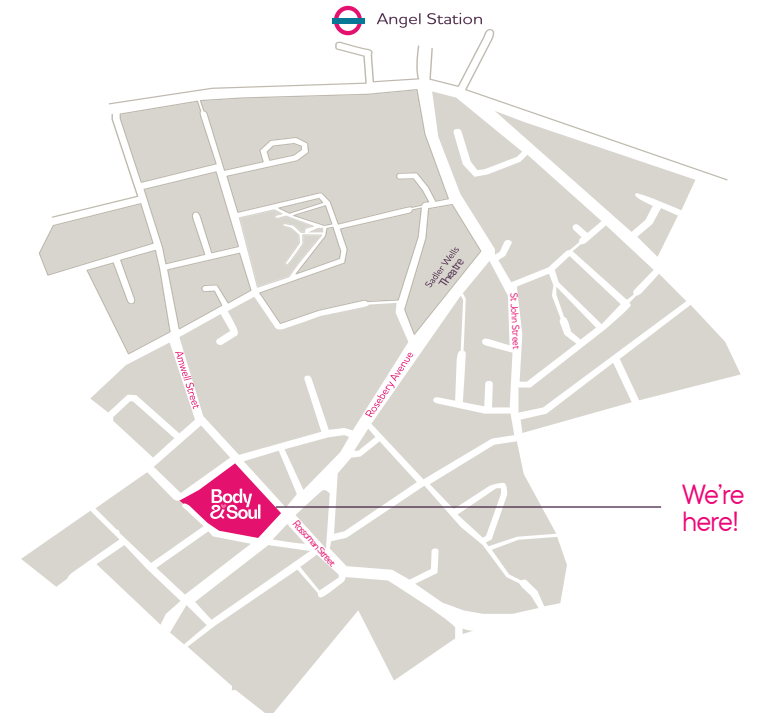 Angel Station
Sadler Wells
Theatre
St. John Street
Amwell Street
Rosebery Avenue
Body
&Soul
We're
here!
Rosoman Street